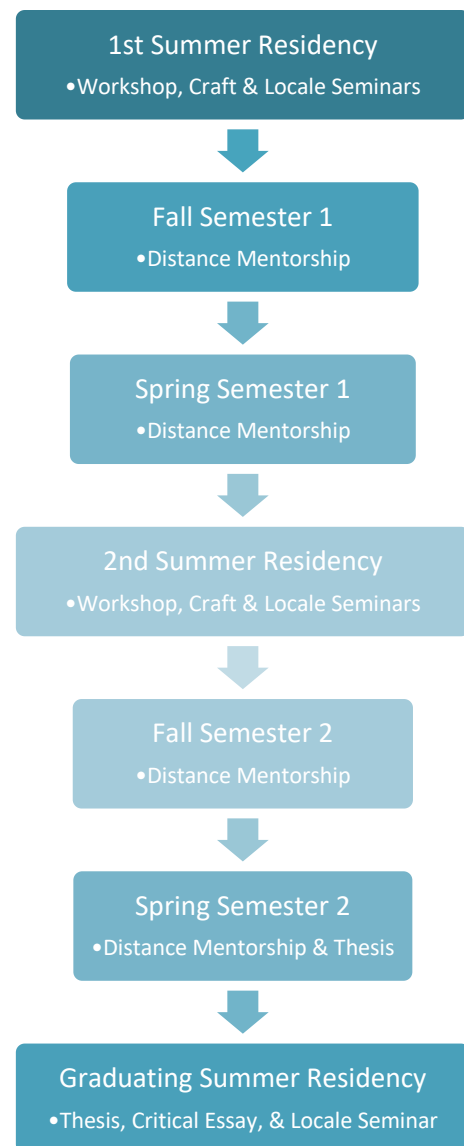 1st Summer Residency
•Workshop, Craft & Locale Seminars
Fall Semester 1
•Distance Mentorship
Spring Semester 1
•Distance Mentorship
2nd Summer Residency
•Workshop, Craft & Locale Seminars
Fall Semester 2
•Distance Mentorship
Spring Semester 2
•Distance Mentorship & Thesis
Graduating Summer Residency
•Thesis, Critical Essay, & Locale Seminar